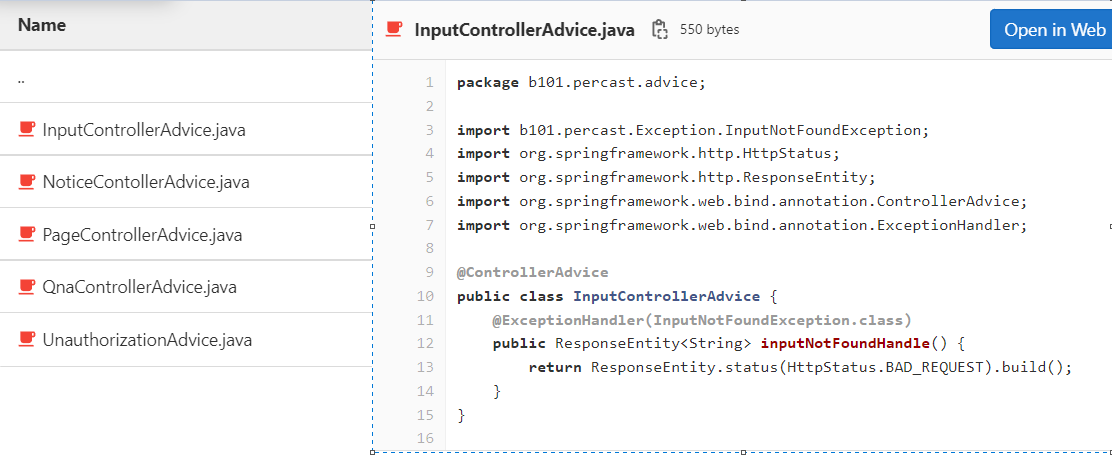 Name
..
InputControllerAdvice.java
NoticeContollerAdvice.java
PageControllerAdvice.java
QnaControllerAdvice.java
UnauthorizationAdvice.java
InputControllerAdvice.java 550 bytes Open in Web
1 package b101.percast.advice;
2
3 import b101.percast.Exception.InputNotFoundException;
4 import org.springframework.http.HttpStatus;
5 import org.springframework.http.ResponseEntity;
6 import org.springframework.web.bind.annotation.ControllerAdvice;
7 import org.springframework.web.bind.annotation.ExceptionHandler;
8
9 @ControllerAdvice
10 public class InputControllerAdvice {
11     @ExceptionHandler(InputNotFoundException.class)
12     public ResponseEntity<String> inputNotFoundHandle() {
13         return ResponseEntity.status(HttpStatus.BAD_REQUEST).build();
14     }
15 }
16